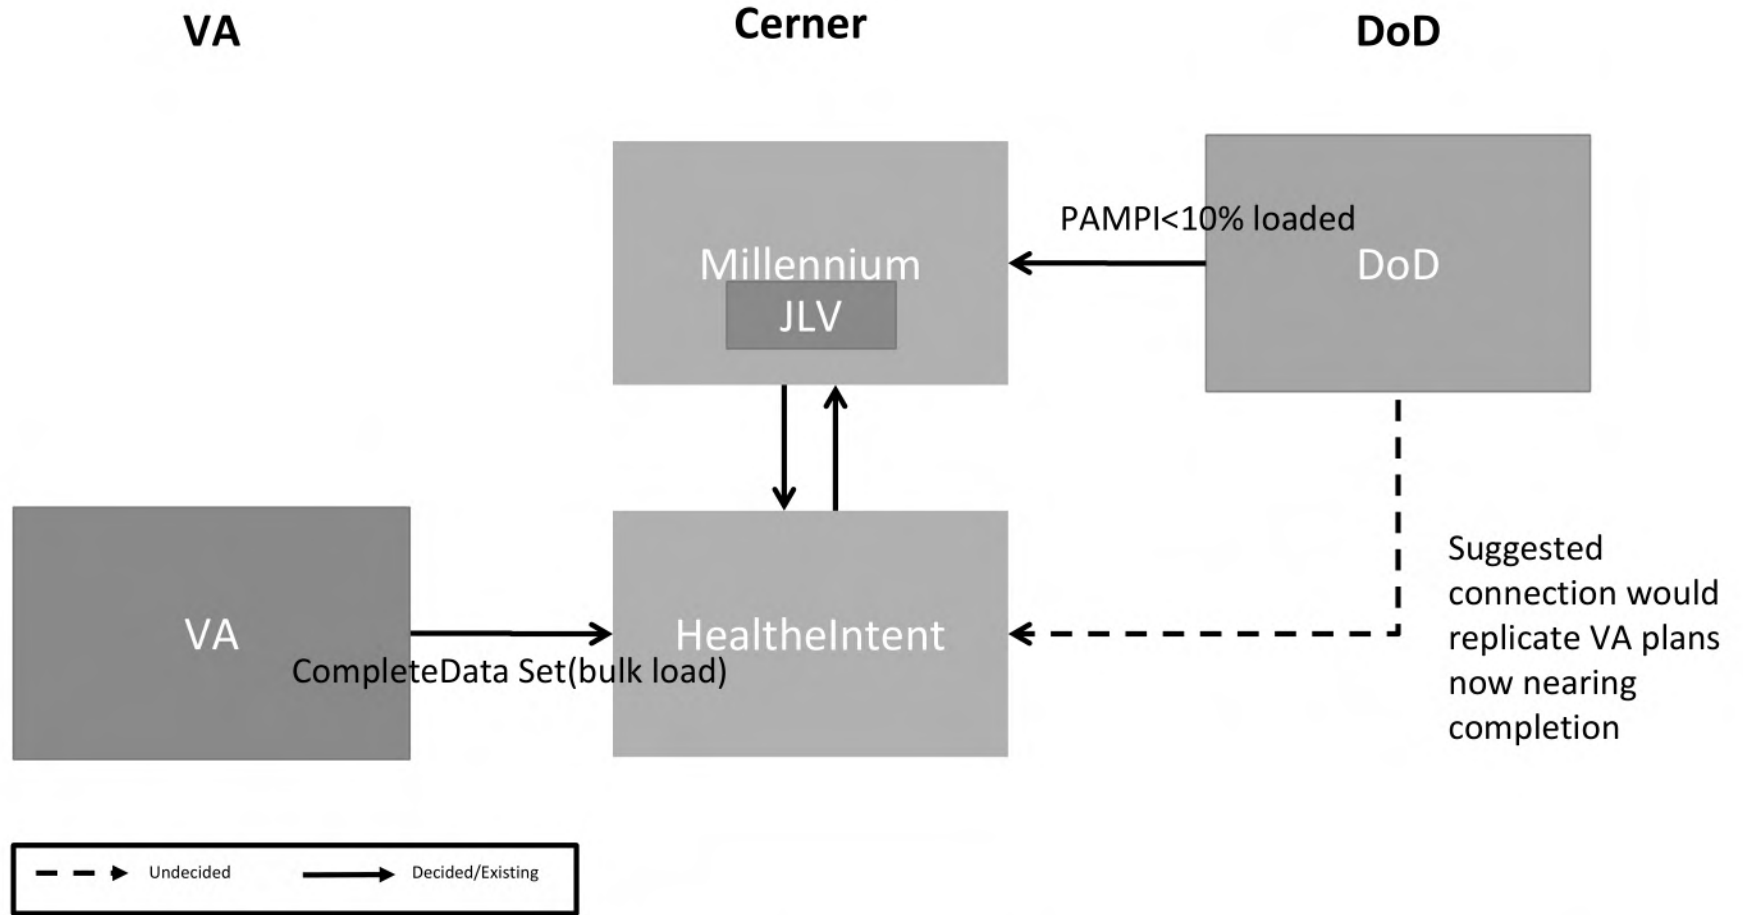 VA
Cerner
DoD
PAMPI<10% loaded
Millennium
JLV
DoD
Suggested
connection would
replicate VA plans
now nearing
completion
VA
HealtheIntent
CompleteData Set(bulk load)
Undecided
Decided/Existing